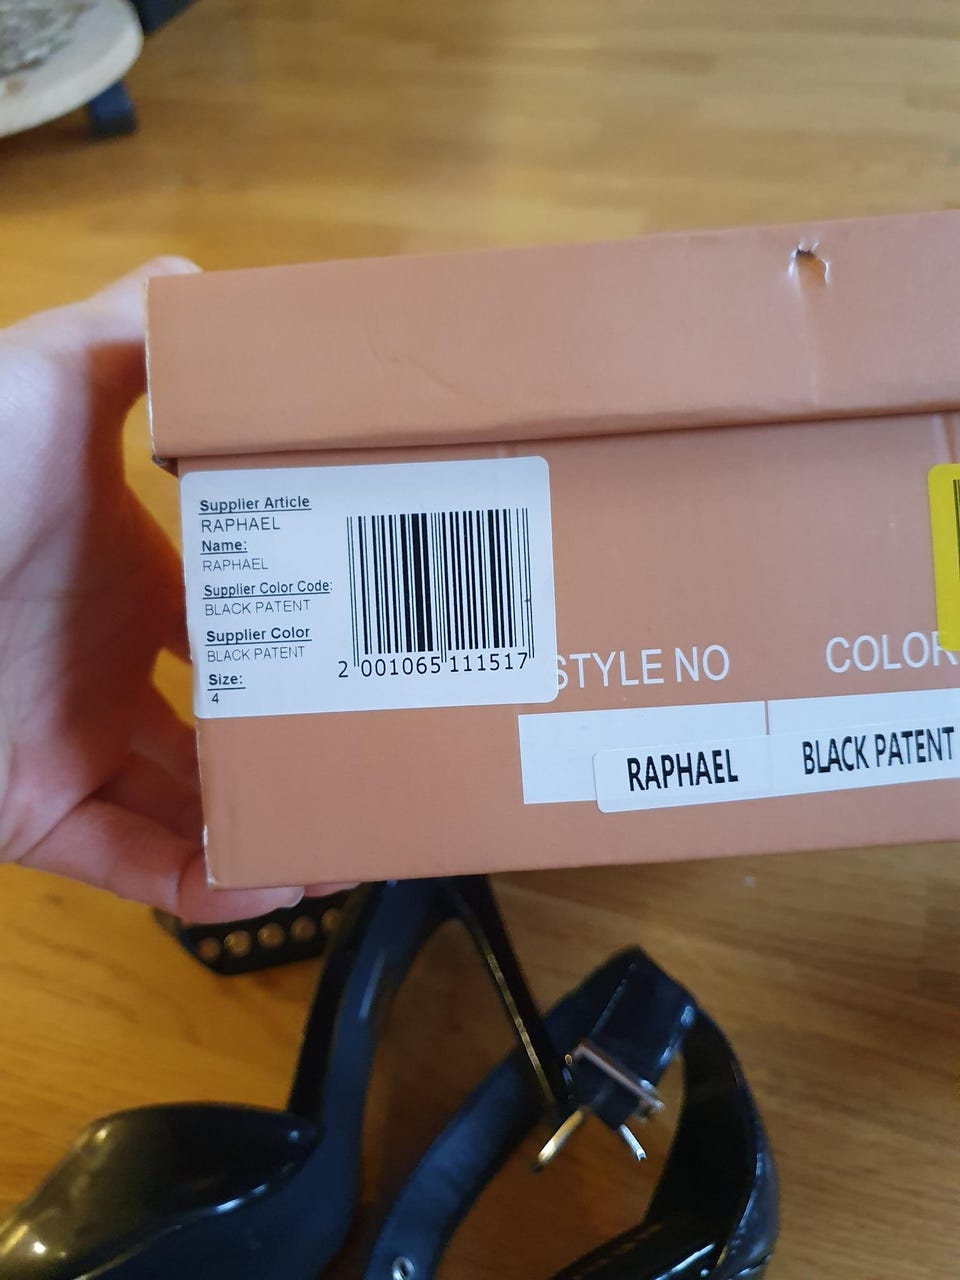 Supplier Article
RAPHAEL
Name:
RAPHAEL
Supplier Color Code:
BLACK PATENT
Supplier Color
BLACK PATENT
Size:
4
2 001065 111517
STYLE NO COLOR
RAPHAEL BLACK PATENT